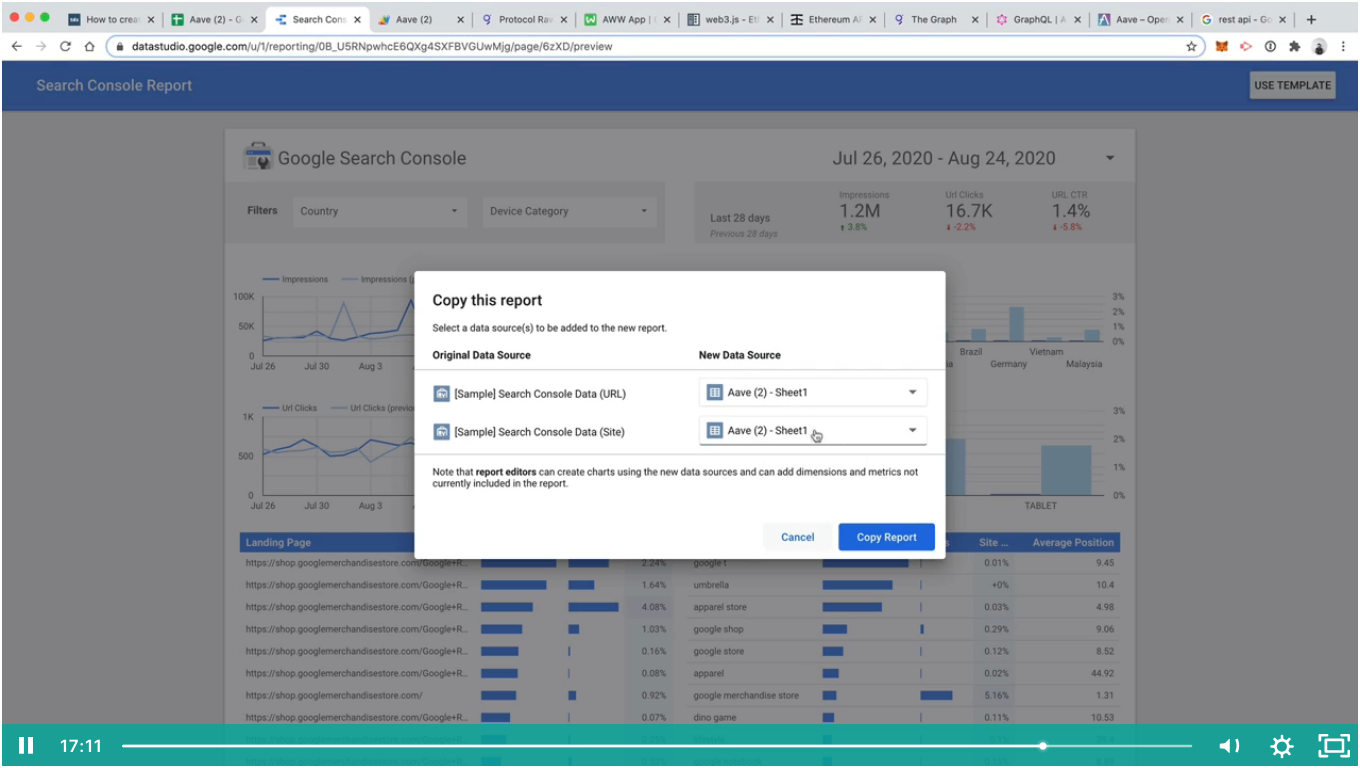 How to crea
Aave (2) - G
Search Cons
Aave (2)
Protocol Rav
AWW App |
web3.js - Et
Ethereum A
The Graph
GraphQL | A
Aave – Open
rest api - Go
datastudio.google.com/u/1/reporting/0B_U5RNpwhcE6QXg4SXFBVGUwMjg/page/6zXD/preview
Search Console Report
USE TEMPLATE
Google Search Console
Jul 26, 2020 - Aug 24, 2020
Filters
Country
Device Category
Last 28 days
Previous 28 days
Impressions
1.2M
3.8%
Url Clicks
16.7K
-2.2%
URL CTR
1.4%
-5.8%
Impressions
Impressions (p
100K
50K
0
Jul 26
Jul 30
Aug 3
3%
2%
1%
0%
Brazil
Vietnam
Germany
Malaysia
Copy this report
Select a data source(s) to be added to the new report.
Original Data Source
New Data Source
[Sample] Search Console Data (URL)
Aave (2) - Sheet1
[Sample] Search Console Data (Site)
Aave (2) - Sheet1
Note that report editors can create charts using the new data sources and can add dimensions and metrics not
currently included in the report.
Cancel
Copy Report
Url Clicks
Url Clicks (previo
1K
500
0
Jul 26
Jul 30
Aug 3
3%
2%
1%
0%
TABLET
Landing Page
Site ...
Average Position
https://shop.googlemerchandisestore.com/Google+R...
2.24%
google t
0.01%
9.45
https://shop.googlemerchandisestore.com/Google+R...
1.64%
umbrella
+0%
10.4
https://shop.googlemerchandisestore.com/Google+R...
4.08%
apparel store
0.03%
4.98
https://shop.googlemerchandisestore.com/Google+R...
1.03%
google shop
0.29%
9.06
https://shop.googlemerchandisestore.com/Google+R...
0.16%
google store
0.12%
8.52
https://shop.googlemerchandisestore.com/Google+R...
0.08%
apparel
0.02%
44.92
https://shop.googlemerchandisestore.com/
0.92%
google merchandise store
5.16%
1.31
https://shop.googlemerchandisestore.com/Google+R...
0.07%
dino game
0.11%
10.53
17:11